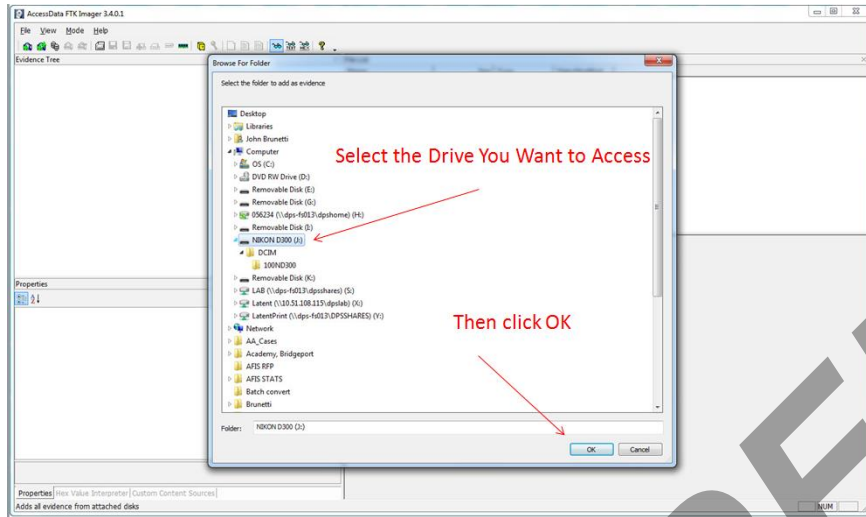 AccessData FTK Imager 3.4.0.1
File View Mode Help
Evidence Tree
Browse For Folder
Select the folder to add as evidence
Desktop
Libraries
John Brunetti
Computer
OS (C:)
DVD RW Drive (D:)
Removable Disk (E:)
Removable Disk (G:)
056234 (\\dps-fs013\dpshome) (H:)
Removable Disk (I:)
NIKON D300 (J:)
DCIM
100ND300
Removable Disk (K:)
LAB (\\dps-fs013\dpsshares) (S:)
Latent (\\10.51.108.115\dpslab) (X:)
LatentPrint (\\dps-fs013\DPSSHARES) (Y:)
Network
AA_Cases
Academy, Bridgeport
AFIS RFP
AFIS STATS
Batch convert
Brunetti
Select the Drive You Want to Access
Then click OK
Folder: NIKON D300 (J:)
OK Cancel
Properties
Properties Hex Value Interpreter Custom Content Sources
Adds all evidence from attached disks
NUM